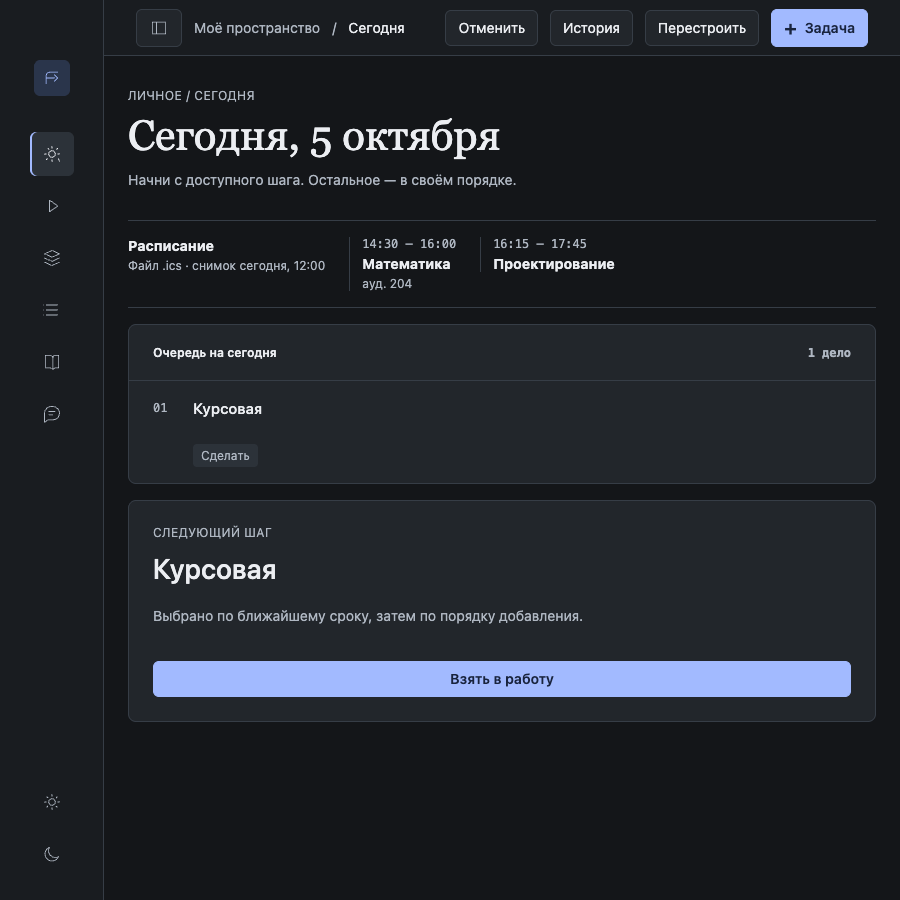 Моё пространство / Сегодня
Отменить
История
Перестроить
+ Задача
ЛИЧНОЕ / СЕГОДНЯ
Сегодня, 5 октября
Начни с доступного шага. Остальное — в своём порядке.
Расписание
Файл .ics · снимок сегодня, 12:00
14:30 — 16:00
Математика
ауд. 204
16:15 — 17:45
Проектирование
Очередь на сегодня
1 дело
01 Курсовая
Сделать
СЛЕДУЮЩИЙ ШАГ
Курсовая
Выбрано по ближайшему сроку, затем по порядку добавления.
Взять в работу